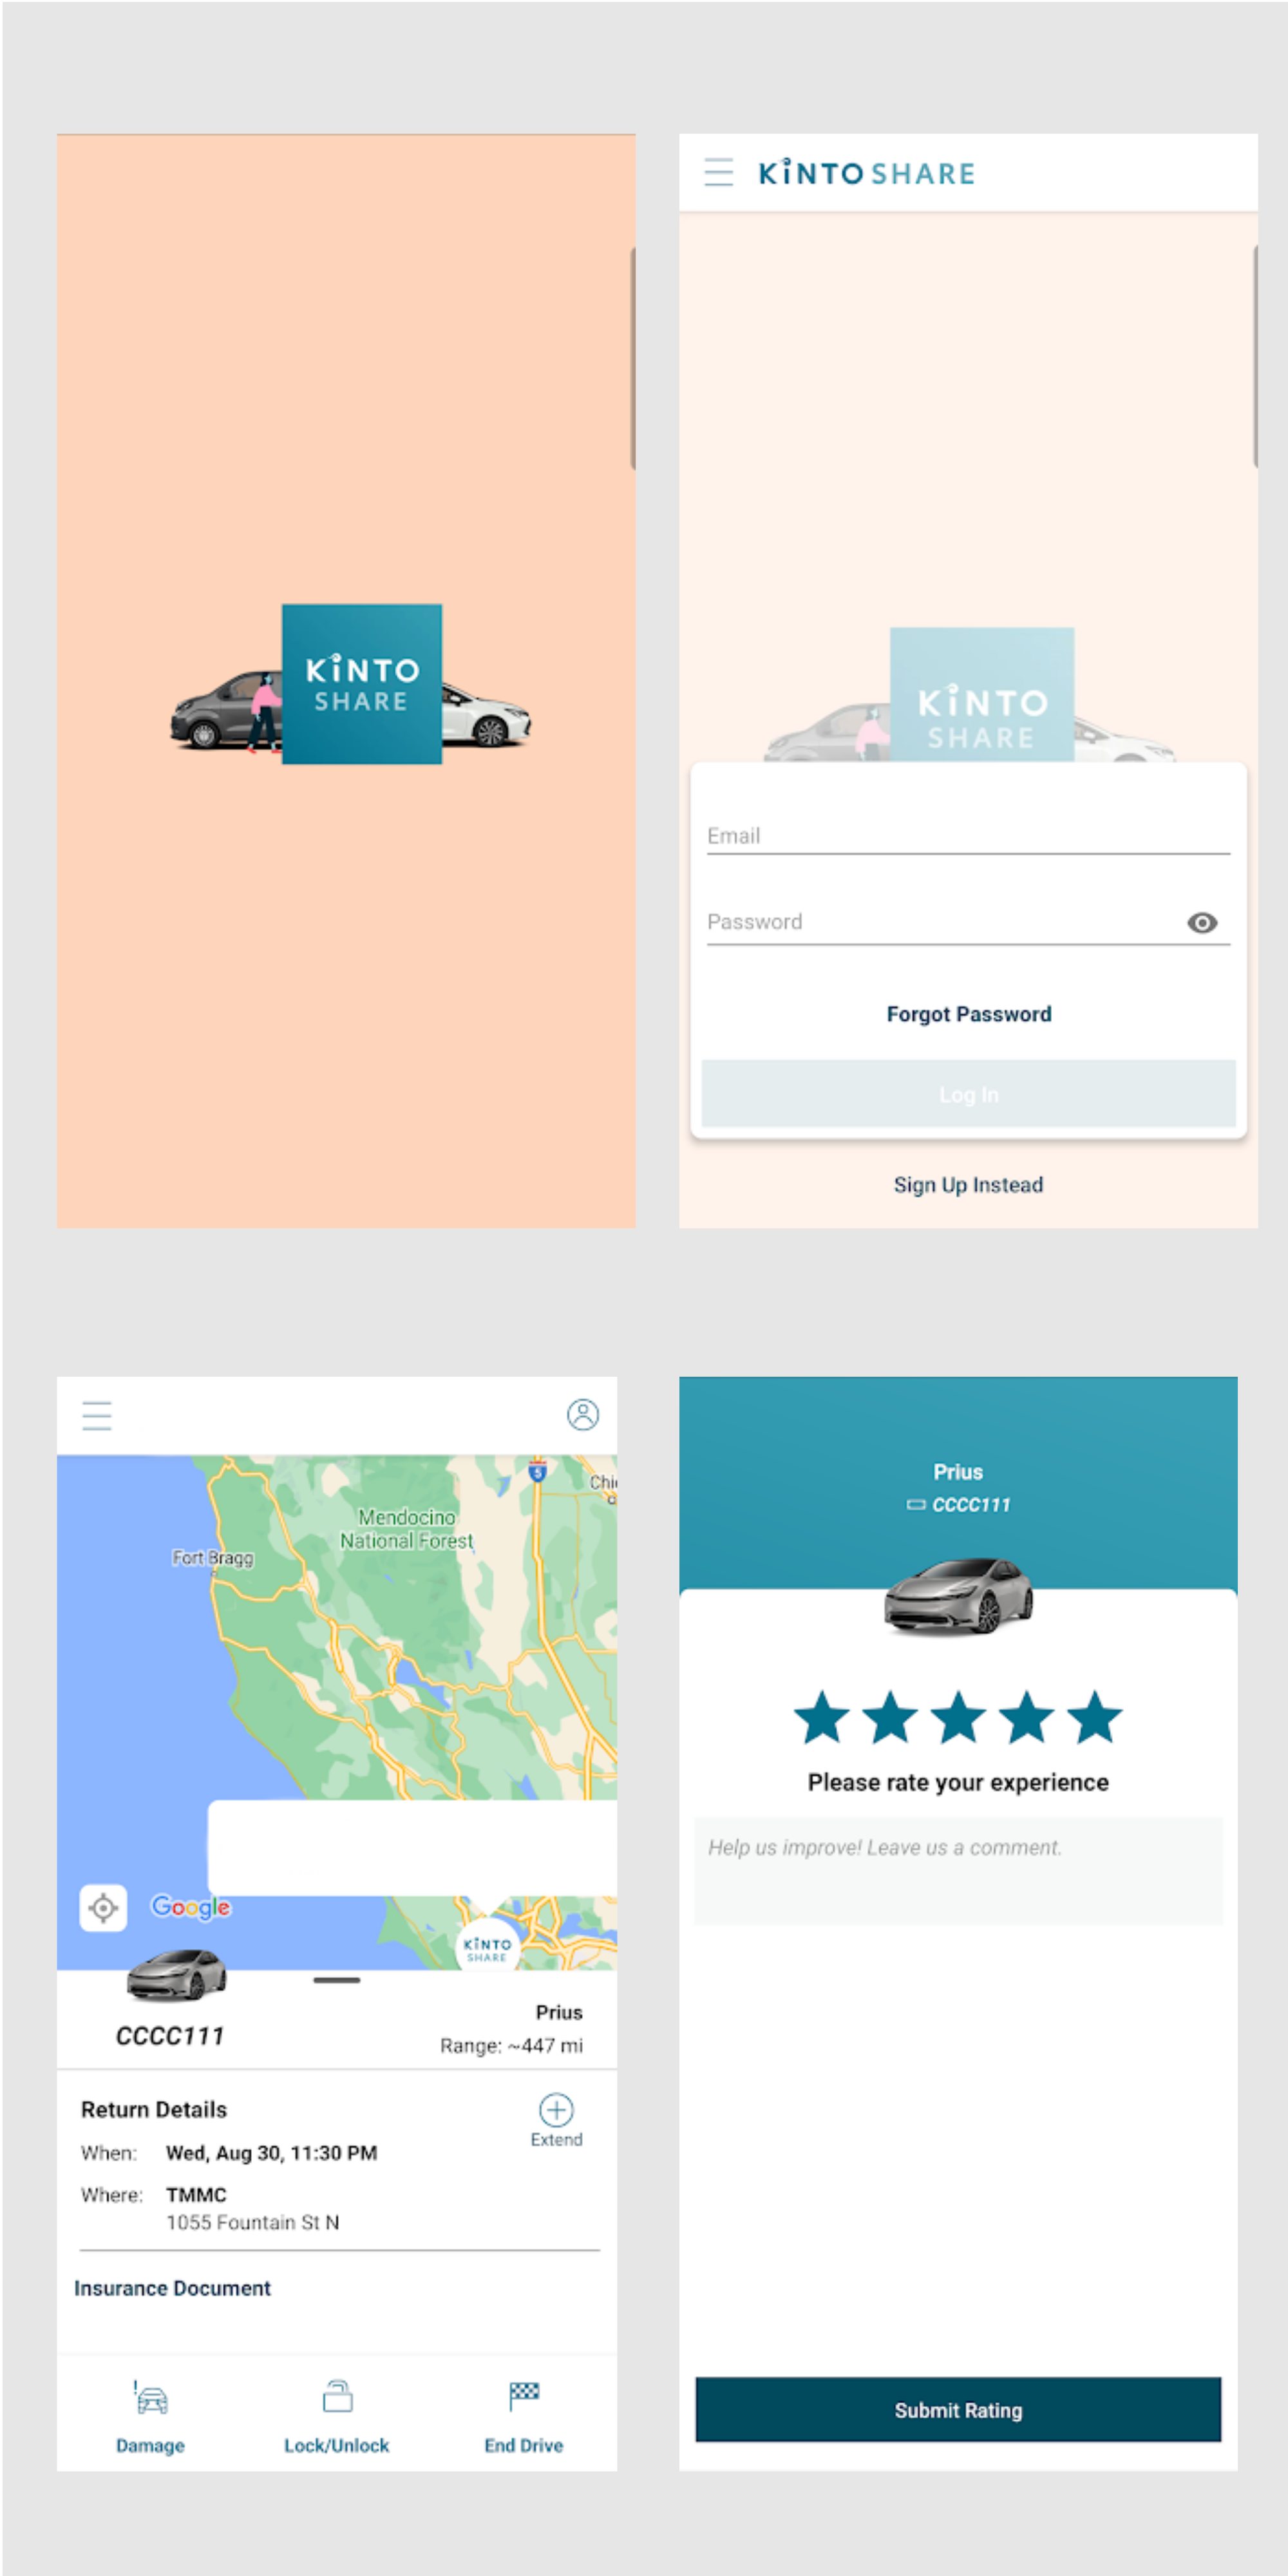 KINTO
SHARE
KINTO SHARE
KINTO
SHARE
Email
Password
Forgot Password
Log In
Sign Up Instead
5
Mendocino
National Forest
Fort Bragg
Google
KINTO
SHARE
CCCC111
Prius
Range: ~447 mi
Return Details
Extend
When: Wed, Aug 30, 11:30 PM
Where: TMMC
1055 Fountain St N
Insurance Document
Damage
Lock/Unlock
End Drive
Prius
CCCC111
Please rate your experience
Help us improve! Leave us a comment.
Submit Rating